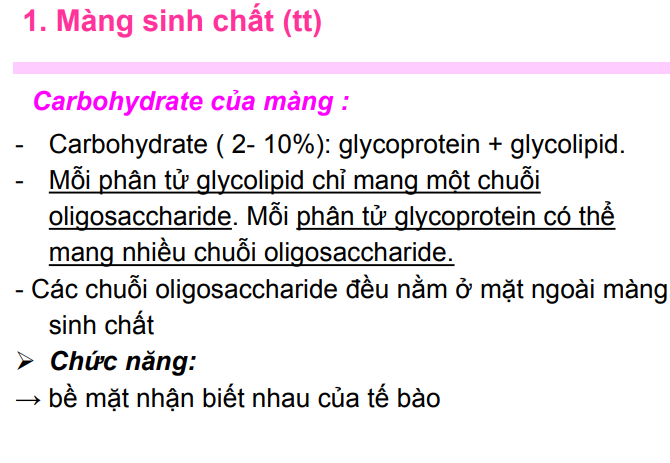 1. Màng sinh chất (tt)
Carbohydrate của màng :
- Carbohydrate ( 2- 10%): glycoprotein + glycolipid.
- Mỗi phân tử glycolipid chỉ mang một chuỗi
oligosaccharide. Mỗi phân tử glycoprotein có thể
mang nhiều chuỗi oligosaccharide.
- Các chuỗi oligosaccharide đều nằm ở mặt ngoài màng
sinh chất
➢ Chức năng:
→ bề mặt nhận biết nhau của tế bào